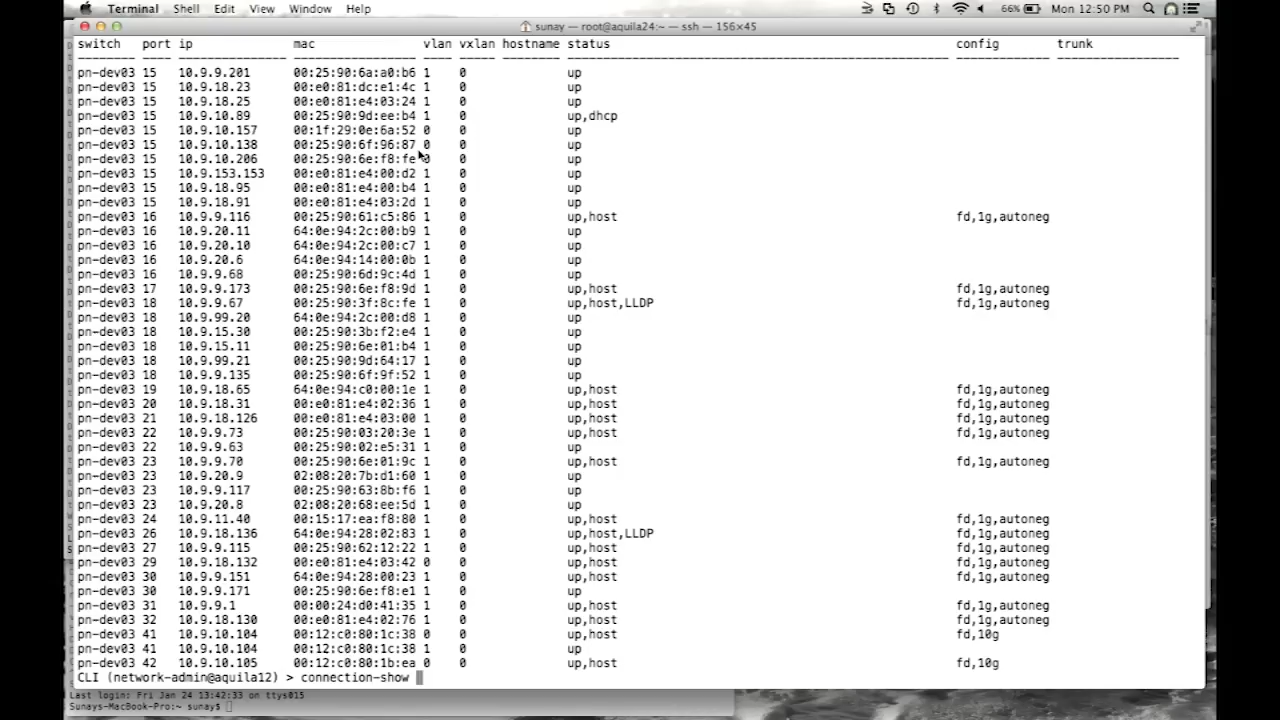 Terminal Shell Edit View Window Help 66% Mon 12:50 PM
sunay — root@aquila24:~ — ssh — 156×45
switch port ip mac vlan vxlan hostname status config trunk
pn-dev03 15 10.9.9.201 00:25:90:6a:a0:b6 1 0 up
pn-dev03 15 10.9.18.23 00:e0:81:dc:e1:4c 1 0 up
pn-dev03 15 10.9.18.25 00:e0:81:e4:03:24 1 0 up
pn-dev03 15 10.9.10.89 00:25:90:9d:ee:b4 1 0 up,dhcp
pn-dev03 15 10.9.10.157 00:1f:29:0e:6a:52 0 0 up
pn-dev03 15 10.9.10.138 00:25:90:6f:96:87 0 0 up
pn-dev03 15 10.9.10.206 00:25:90:6e:f8:fe 0 0 up
pn-dev03 15 10.9.153.153 00:e0:81:e4:00:d2 1 0 up
pn-dev03 15 10.9.18.95 00:e0:81:e4:00:b4 1 0 up
pn-dev03 15 10.9.18.91 00:e0:81:e4:03:2d 1 0 up
pn-dev03 16 10.9.9.116 00:25:90:61:c5:86 1 0 up,host fd,1g,autoneg
pn-dev03 16 10.9.20.11 64:0e:94:2c:00:b9 1 0 up
pn-dev03 16 10.9.20.10 64:0e:94:2c:00:c7 1 0 up
pn-dev03 16 10.9.20.6 64:0e:94:14:00:0b 1 0 up
pn-dev03 16 10.9.9.68 00:25:90:6d:9c:4d 1 0 up
pn-dev03 17 10.9.9.173 00:25:90:6e:f8:9d 1 0 up,host fd,1g,autoneg
pn-dev03 18 10.9.9.67 00:25:90:3f:8c:fe 1 0 up,host,LLDP fd,1g,autoneg
pn-dev03 18 10.9.99.20 64:0e:94:2c:00:d8 1 0 up
pn-dev03 18 10.9.15.30 00:25:90:3b:f2:e4 1 0 up
pn-dev03 18 10.9.15.11 00:25:90:6e:01:b4 1 0 up
pn-dev03 18 10.9.99.21 00:25:90:9d:64:17 1 0 up
pn-dev03 18 10.9.9.135 00:25:90:6f:9f:52 1 0 up
pn-dev03 19 10.9.18.65 64:0e:94:c0:00:1e 1 0 up,host fd,1g,autoneg
pn-dev03 20 10.9.18.31 00:e0:81:e4:02:36 1 0 up,host fd,1g,autoneg
pn-dev03 21 10.9.18.126 00:e0:81:e4:03:00 1 0 up,host fd,1g,autoneg
pn-dev03 22 10.9.9.73 00:25:90:03:20:3e 1 0 up,host fd,1g,autoneg
pn-dev03 22 10.9.9.63 00:25:90:02:e5:31 1 0 up
pn-dev03 23 10.9.9.70 00:25:90:6e:01:9c 1 0 up,host fd,1g,autoneg
pn-dev03 23 10.9.20.9 02:08:20:7b:d1:60 1 0 up
pn-dev03 23 10.9.9.117 00:25:90:63:8b:f6 1 0 up
pn-dev03 23 10.9.20.8 02:08:20:68:ee:5d 1 0 up
pn-dev03 24 10.9.11.40 00:15:17:ea:f8:80 1 0 up,host fd,1g,autoneg
pn-dev03 26 10.9.18.136 64:0e:94:28:02:83 1 0 up,host,LLDP fd,1g,autoneg
pn-dev03 27 10.9.9.115 00:25:90:62:12:22 1 0 up,host fd,1g,autoneg
pn-dev03 29 10.9.18.132 00:e0:81:e4:03:42 0 0 up,host fd,1g,autoneg
pn-dev03 30 10.9.9.151 64:0e:94:28:00:23 1 0 up,host fd,1g,autoneg
pn-dev03 30 10.9.9.171 00:25:90:6e:f8:e1 1 0 up
pn-dev03 31 10.9.9.1 00:00:24:d0:41:35 1 0 up,host fd,1g,autoneg
pn-dev03 32 10.9.18.130 00:e0:81:e4:02:76 1 0 up,host fd,1g,autoneg
pn-dev03 41 10.9.10.104 00:12:c0:80:1c:38 0 0 up,host fd,10g
pn-dev03 41 10.9.10.104 00:12:c0:80:1c:38 1 0 up
pn-dev03 42 10.9.10.105 00:12:c0:80:1b:ea 0 0 up,host fd,10g
CLI (network-admin@aquila12) > connection-show
Last login: Fri Jan 24 13:42:33 on ttys015
Sunays-MacBook-Pro:~ sunay$